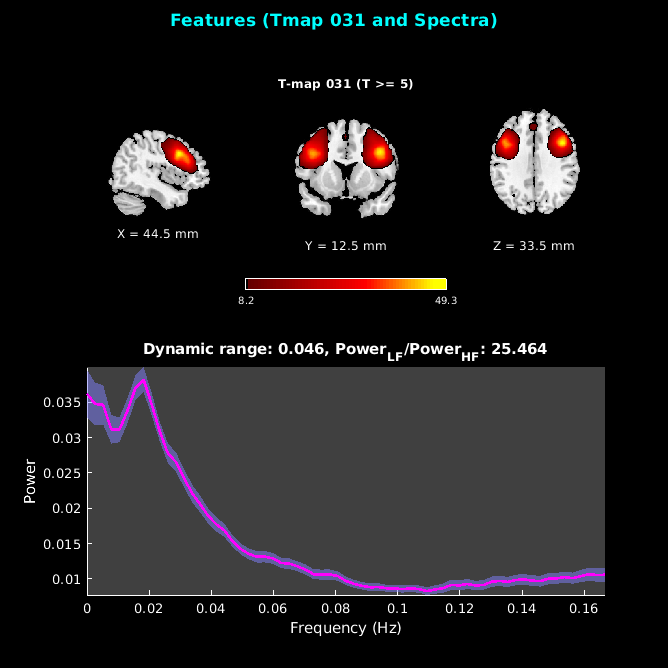 Features (Tmap 031 and Spectra)
T-map 031 (T >= 5)
X = 44.5 mm
Y = 12.5 mm
Z = 33.5 mm
8.2
49.3
Dynamic range: 0.046, PowerLF/PowerHF: 25.464
0.035
0.03
0.025
0.02
0.015
0.01
Power
0
0.02
0.04
0.06
0.08
0.1
0.12
0.14
0.16
Frequency (Hz)